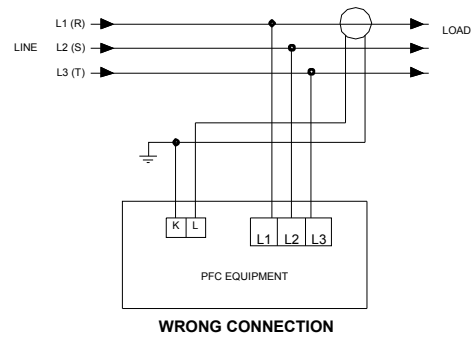 L1 (R)
LOAD
LINE L2 (S)
L3 (T)
K L
L1 L2 L3
PFC EQUIPMENT
WRONG CONNECTION